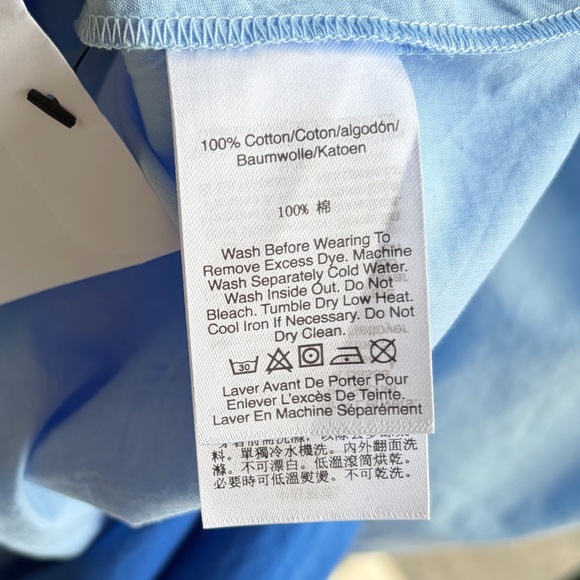 100% Cotton/Coton/algodón/
Baumwolle/Katoen
100% 棉
Wash Before Wearing To
Remove Excess Dye. Machine
Wash Separately Cold Water.
Wash Inside Out. Do Not
Bleach. Tumble Dry Low Heat.
Cool Iron If Necessary. Do Not
Dry Clean.
30
Laver Avant De Porter Pour
Enlever L'excès De Teinte.
Laver En Machine Séparément
料。單獨冷水機洗。內外翻面洗
滌。不可漂白。低溫滾筒烘乾。
必要時可低溫熨燙。不可乾洗。